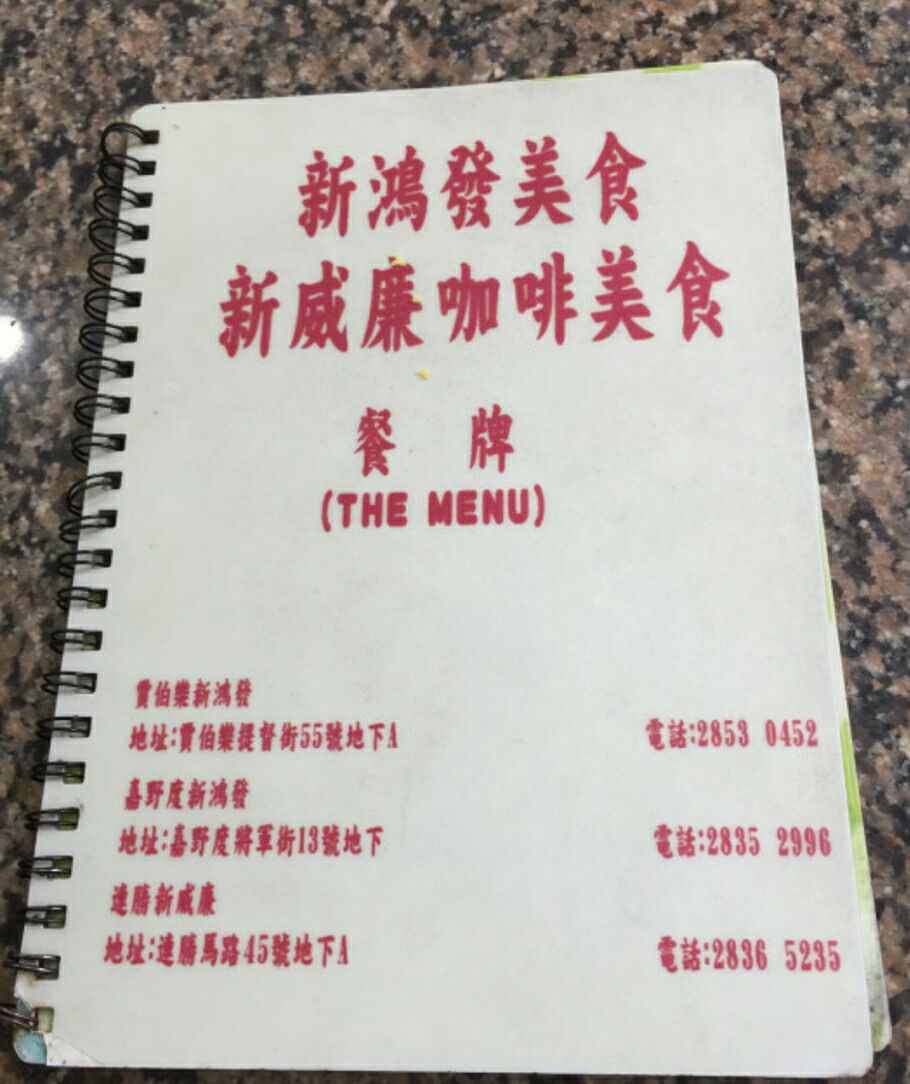 新鴻發美食
新威廉咖啡美食
餐 牌
(THE MENU)
賈伯樂新鴻發
地址:賈伯樂提督街55號地下A 電話:2853 0452
嘉野度新鴻發
地址:嘉野度將軍街13號地下 電話:2835 2996
連勝新威廉
地址:連勝馬路45號地下A 電話:2836 5235